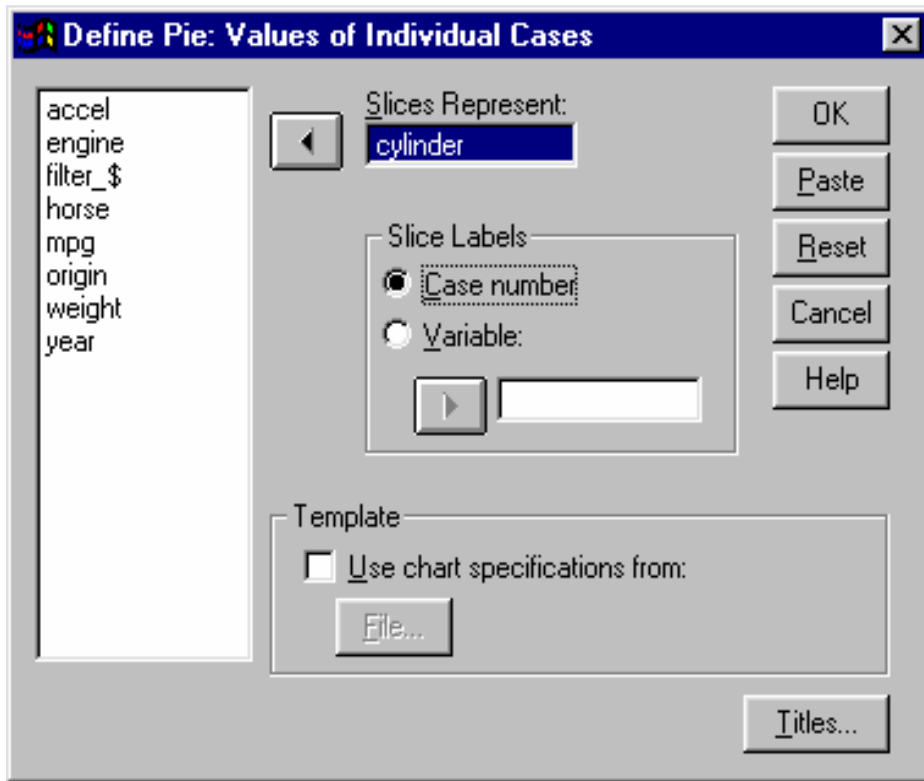 Define Pie: Values of Individual Cases
accel
engine
filter_$
horse
mpg
origin
weight
year
Slices Represent:
cylinder
Slice Labels
Case number
Variable:
Template
Use chart specifications from:
File...
OK
Paste
Reset
Cancel
Help
Titles...